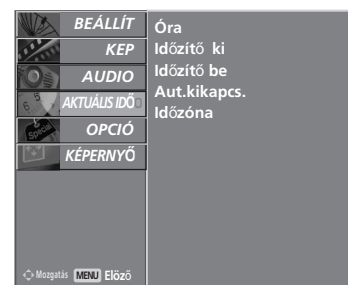 BEÁLLÍT
KEP
AUDIO
AKTUÁLIS IDŐ
OPCIÓ
KÉPERNYŐ
Óra
Időzítő ki
Időzítő be
Aut.kikapcs.
Időzóna
Mozgatás MENU Előző